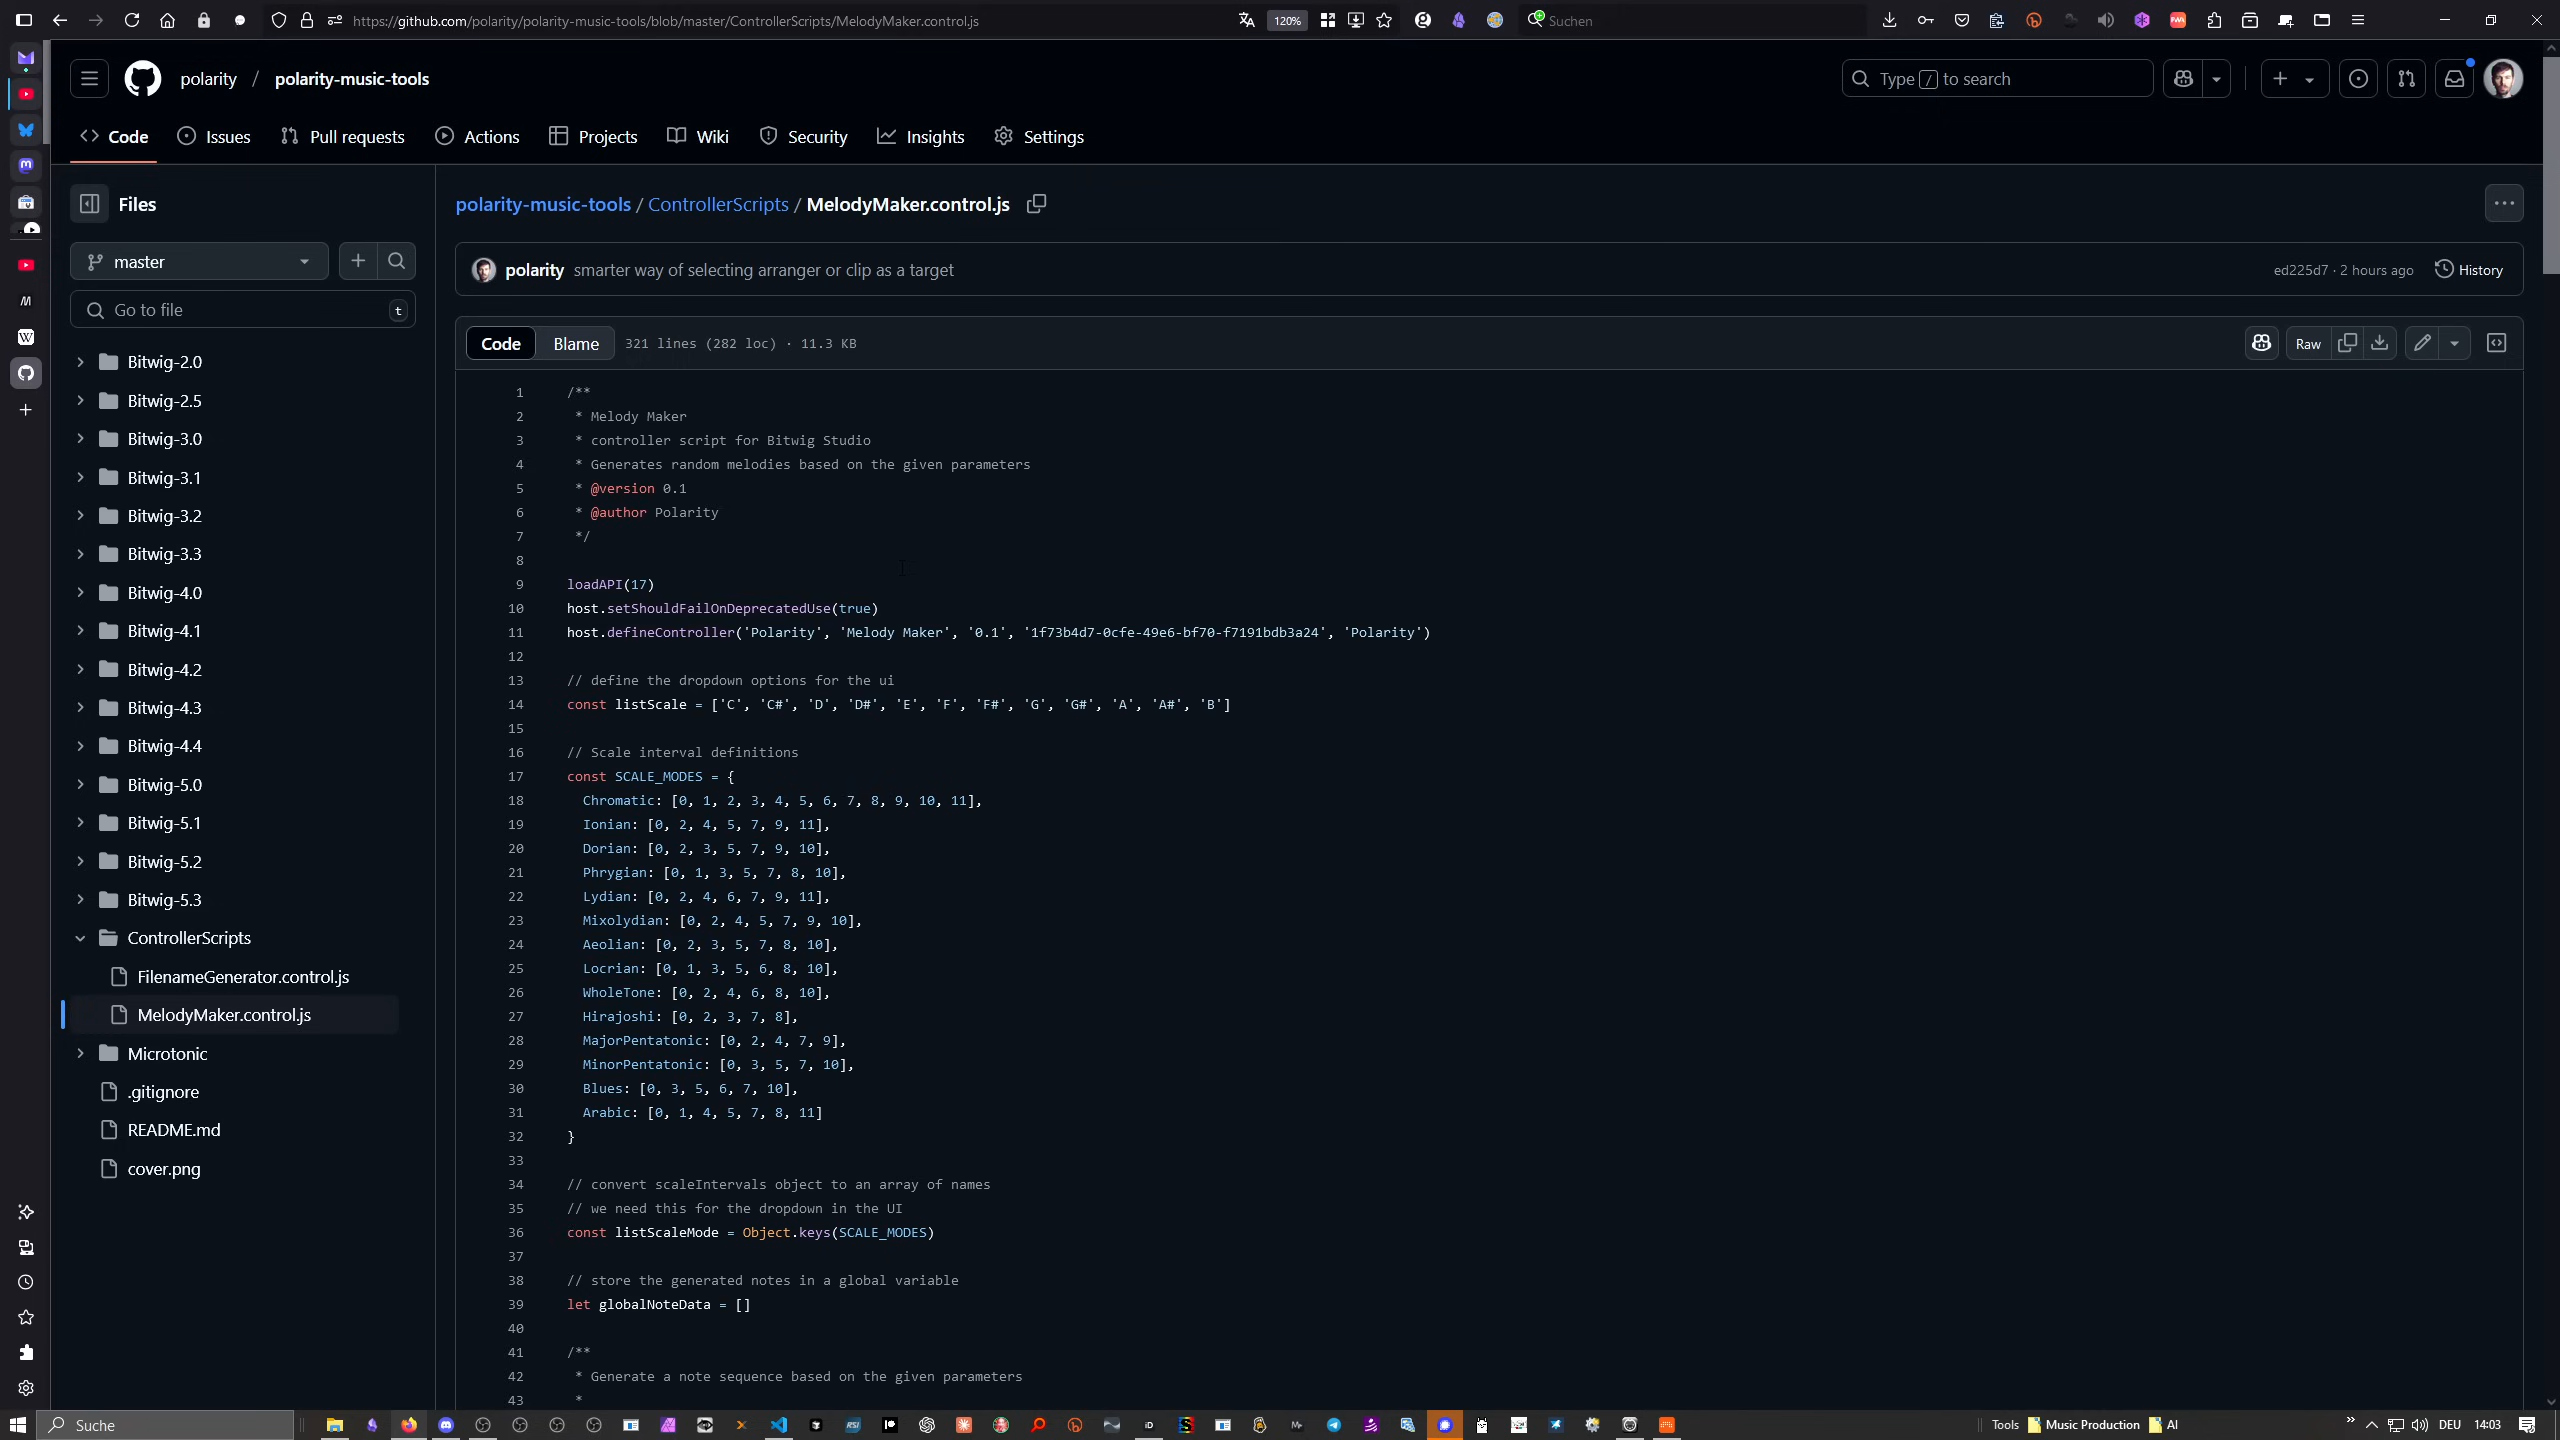 https://github.com/polarity/polarity-music-tools/blob/master/ControllerScripts/MelodyMaker.control.js
120%
Suchen
polarity / polarity-music-tools
Type / to search
Code
Issues
Pull requests
Actions
Projects
Wiki
Security
Insights
Settings
Files
master
Go to file
t
Bitwig-2.0
Bitwig-2.5
Bitwig-3.0
Bitwig-3.1
Bitwig-3.2
Bitwig-3.3
Bitwig-4.0
Bitwig-4.1
Bitwig-4.2
Bitwig-4.3
Bitwig-4.4
Bitwig-5.0
Bitwig-5.1
Bitwig-5.2
Bitwig-5.3
ControllerScripts
FilenameGenerator.control.js
MelodyMaker.control.js
Microtonic
.gitignore
README.md
cover.png
polarity-music-tools / ControllerScripts / MelodyMaker.control.js
polarity smarter way of selecting arranger or clip as a target
ed225d7 · 2 hours ago
History
Code
Blame
321 lines (282 loc) · 11.3 KB
Raw
1 /**
2 * Melody Maker
3 * controller script for Bitwig Studio
4 * Generates random melodies based on the given parameters
5 * @version 0.1
6 * @author Polarity
7 */
8
9 loadAPI(17)
10 host.setShouldFailOnDeprecatedUse(true)
11 host.defineController('Polarity', 'Melody Maker', '0.1', '1f73b4d7-0cfe-49e6-bf70-f7191bdb3a24', 'Polarity')
12
13 // define the dropdown options for the ui
14 const listScale = ['C', 'C#', 'D', 'D#', 'E', 'F', 'F#', 'G', 'G#', 'A', 'A#', 'B']
15
16 // Scale interval definitions
17 const SCALE_MODES = {
18 Chromatic: [0, 1, 2, 3, 4, 5, 6, 7, 8, 9, 10, 11],
19 Ionian: [0, 2, 4, 5, 7, 9, 11],
20 Dorian: [0, 2, 3, 5, 7, 9, 10],
21 Phrygian: [0, 1, 3, 5, 7, 8, 10],
22 Lydian: [0, 2, 4, 6, 7, 9, 11],
23 Mixolydian: [0, 2, 4, 5, 7, 9, 10],
24 Aeolian: [0, 2, 3, 5, 7, 8, 10],
25 Locrian: [0, 1, 3, 5, 6, 8, 10],
26 WholeTone: [0, 2, 4, 6, 8, 10],
27 Hirajoshi: [0, 2, 3, 7, 8],
28 MajorPentatonic: [0, 2, 4, 7, 9],
29 MinorPentatonic: [0, 3, 5, 7, 10],
30 Blues: [0, 3, 5, 6, 7, 10],
31 Arabic: [0, 1, 4, 5, 7, 8, 11]
32 }
33
34 // convert scaleIntervals object to an array of names
35 // we need this for the dropdown in the UI
36 const listScaleMode = Object.keys(SCALE_MODES)
37
38 // store the generated notes in a global variable
39 let globalNoteData = []
40
41 /**
42 * Generate a note sequence based on the given parameters
43 *
Suche
Tools
Music Production
AI
DEU
14:03